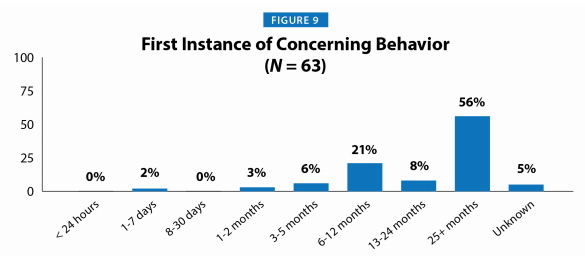 FIGURE 9
First Instance of Concerning Behavior
(N = 63)
100
75
50
25
0
0%
2%
0%
3%
6%
21%
8%
56%
5%
< 24 hours
1-7 days
8-30 days
1-2 months
3-5 months
6-12 months
13-24 months
25+ months
Unknown